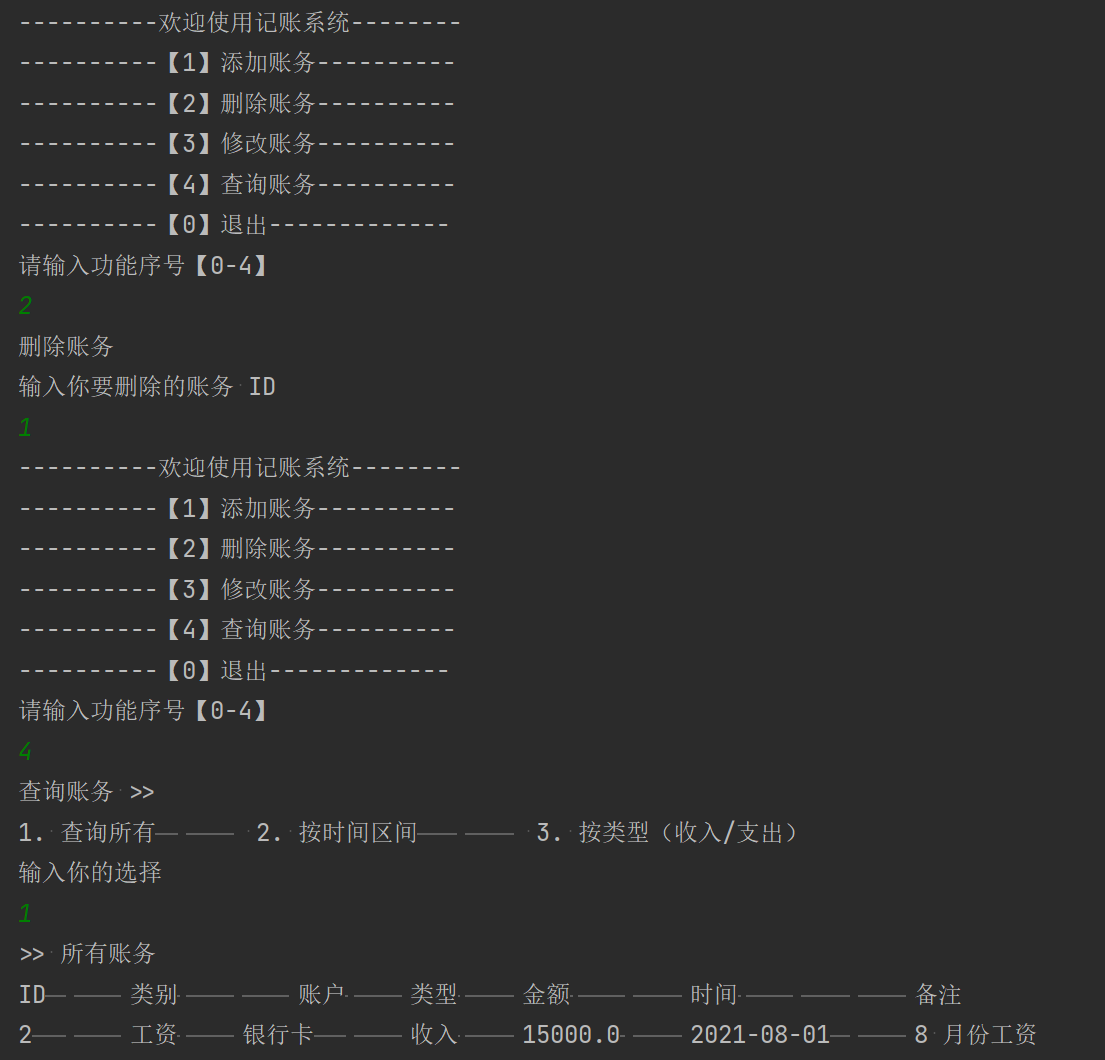 ----------欢迎使用记账系统--------
----------【1】添加账务----------
----------【2】删除账务----------
----------【3】修改账务----------
----------【4】查询账务----------
----------【0】退出-------------
请输入功能序号【0-4】
2
删除账务
输入你要删除的账务 ID
1
----------欢迎使用记账系统--------
----------【1】添加账务----------
----------【2】删除账务----------
----------【3】修改账务----------
----------【4】查询账务----------
----------【0】退出-------------
请输入功能序号【0-4】
4
查询账务 >>
1. 查询所有 2. 按时间区间 3. 按类型（收入/支出）
输入你的选择
1
>> 所有账务
ID 类别 账户 类型 金额 时间 备注
2 工资 银行卡 收入 15000.0 2021-08-01 8 月份工资